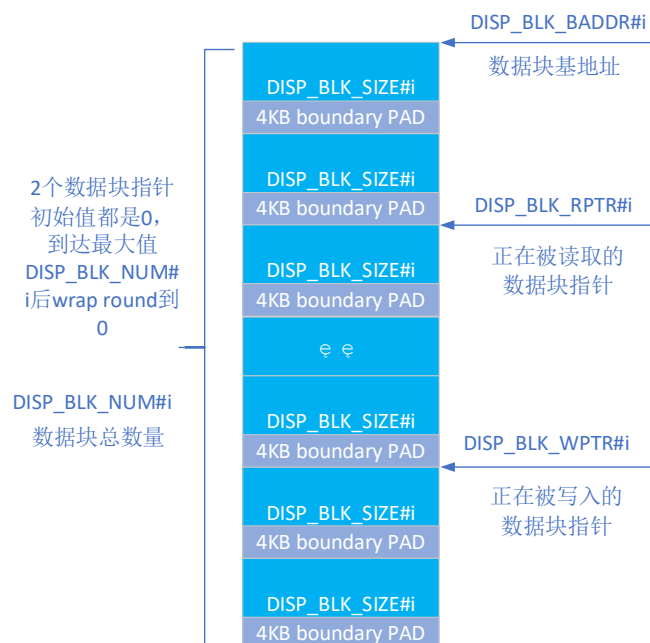 DISP_BLK_BADDR#i
数据块基地址
DISP_BLK_SIZE#i
4KB boundary PAD
DISP_BLK_SIZE#i
4KB boundary PAD
DISP_BLK_RPTR#i
正在被读取的
数据块指针
2个数据块指针
初始值都是0，
到达最大值
DISP_BLK_NUM#
i后wrap round到
0
DISP_BLK_SIZE#i
4KB boundary PAD
ę ę
DISP_BLK_NUM#i
数据块总数量
DISP_BLK_SIZE#i
4KB boundary PAD
DISP_BLK_WPTR#i
正在被写入的
数据块指针
DISP_BLK_SIZE#i
4KB boundary PAD
DISP_BLK_SIZE#i
4KB boundary PAD